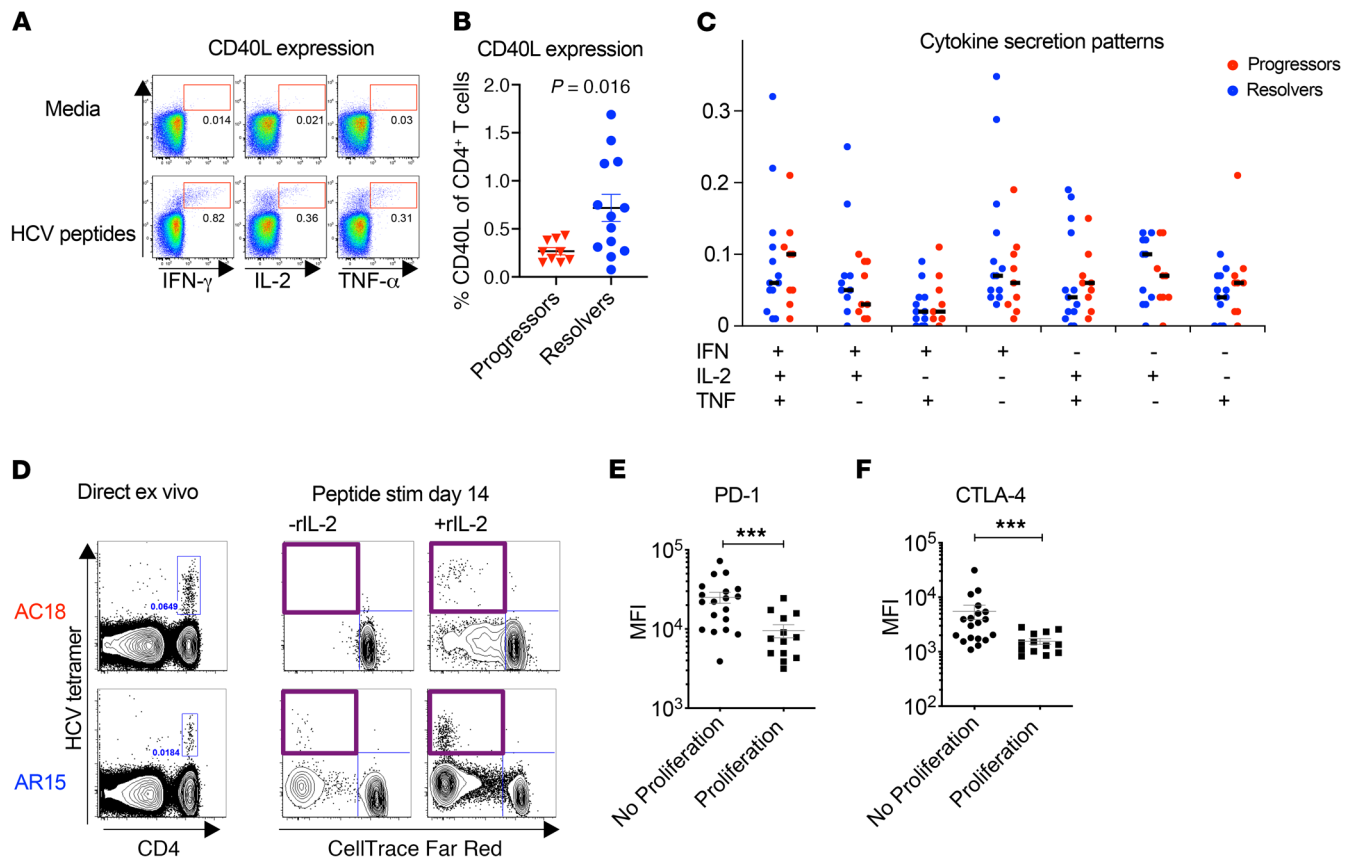 A
CD40L expression
Media
0.014
0.021
0.03
HCV peptides
0.82
0.36
0.31
IFN-γ
IL-2
TNF-α
B
CD40L expression
P = 0.016
% CD40L of CD4+ T cells
2.0
1.5
1.0
0.5
0.0
Progressors
Resolvers
C
Cytokine secretion patterns
Progressors
Resolvers
0.3
0.2
0.1
0
IFN + + + + - - -
IL-2 + + - - + + -
TNF + - + - + - +
D
Direct ex vivo
Peptide stim day 14
-rIL-2
+rIL-2
AC18
0.0649
HCV tetramer
AR15
0.0184
CD4
CellTrace Far Red
E
PD-1
***
MFI
10^5
10^4
10^3
No Proliferation
Proliferation
F
CTLA-4
***
MFI
10^5
10^4
10^3
10^2
No Proliferation
Proliferation